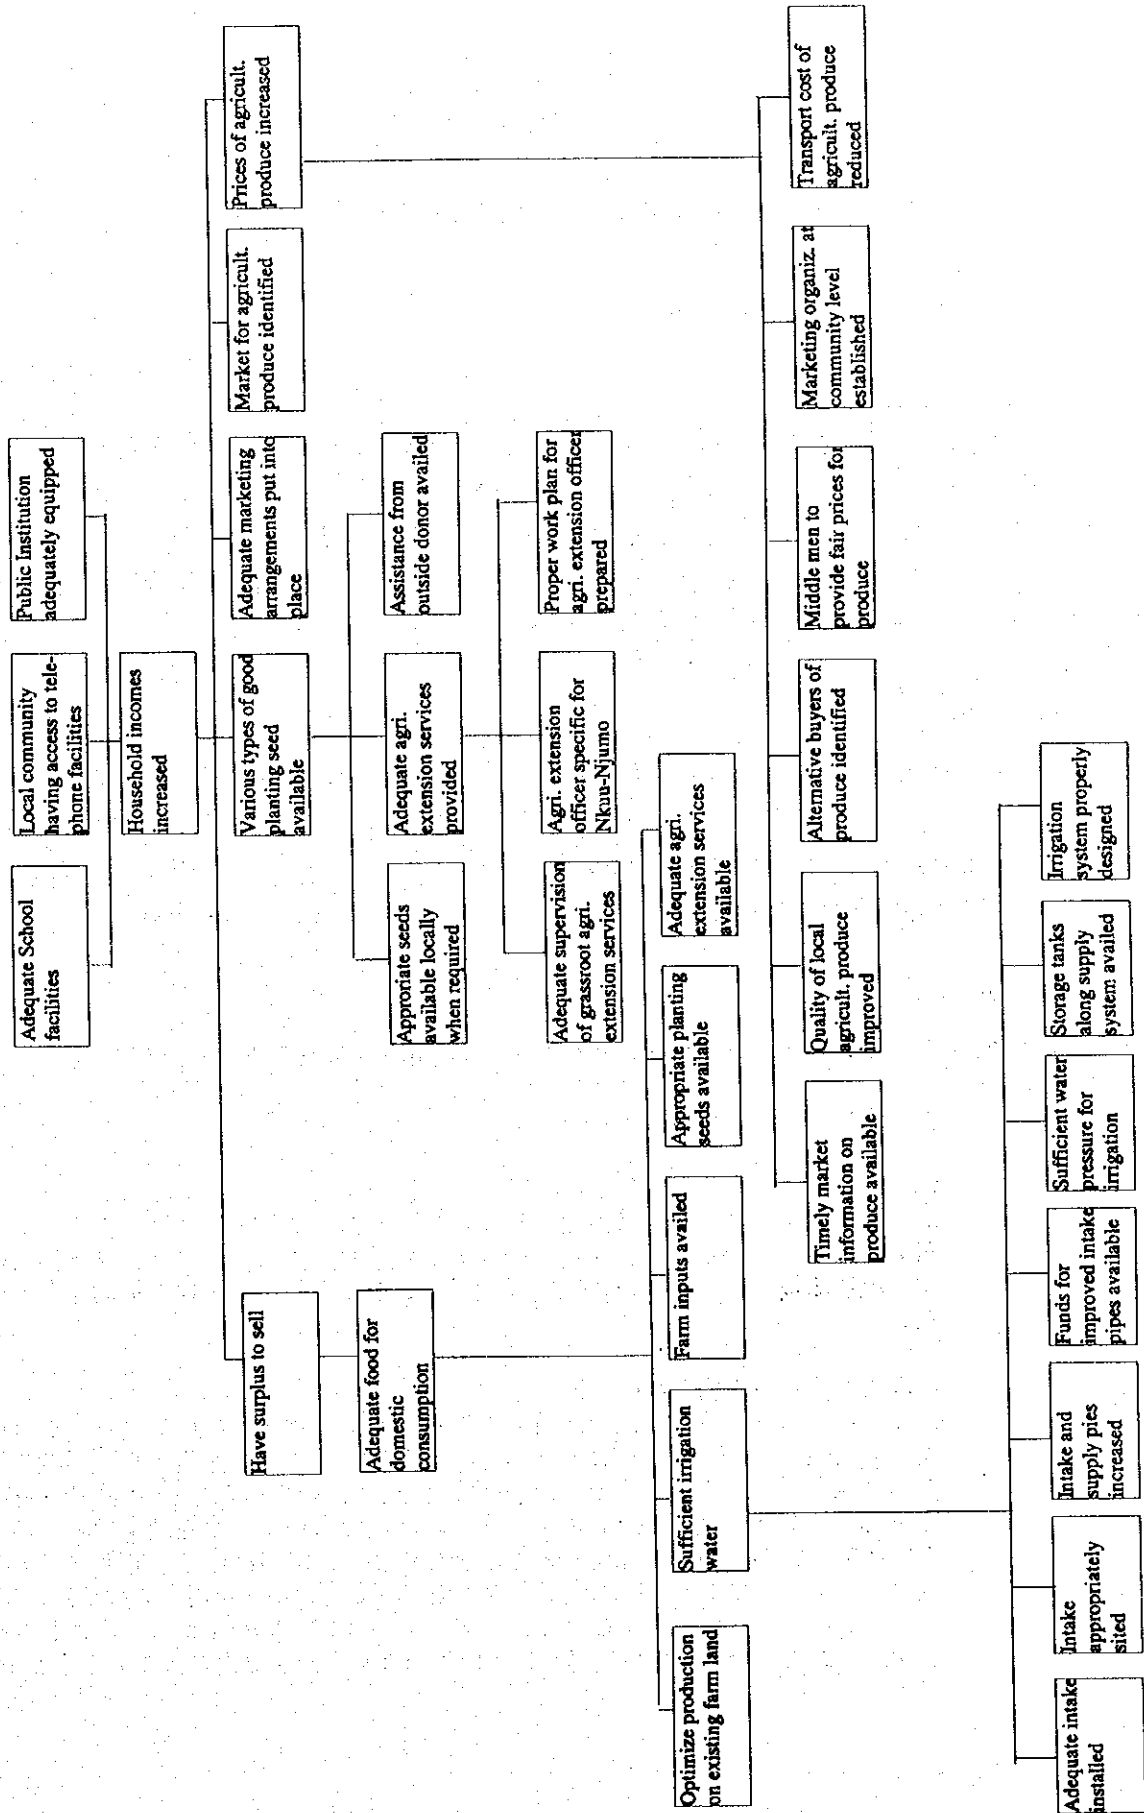 Adequate School
facilities
Local community
having access to tele-
phone facilities
Public Institution
adequately equipped
Household incomes
increased
Have surplus to sell
Various types of good
planting seed
available
Adequate marketing
arrangements put into
place
Market for agricult.
produce identified
Prices of agricult.
produce increased
Adequate food for
domestic
consumption
Approriate seeds
available locally
when required
Adequate agri.
extension services
provided
Assistance from
outside donor availed
Adequate supervision
of grassroot agri.
extension services
Agri. extension
officer specific for
Nkuu-Njumo
Proper work plan for
agri. extension officer
prepared
Optimize production
on existing farm land
Sufficient irrigation
water
Farm inputs availed
Appropriate planting
seeds available
Adequate agri.
extension services
available
Timely market
information on
produce available
Quality of local
agricult. produce
improved
Alternative buyers of
produce identified
Middle men to
provide fair prices for
produce
Marketing organiz. at
community level
established
Transport cost of
agricult. produce
reduced
Adequate intake
installed
Intake
appropriately
sited
Intake and
supply pies
increased
Funds for
improved intake
pipes available
Sufficient water
pressure for
irrigation
Storage tanks
along supply
system availed
Irrigation
system properly
designed